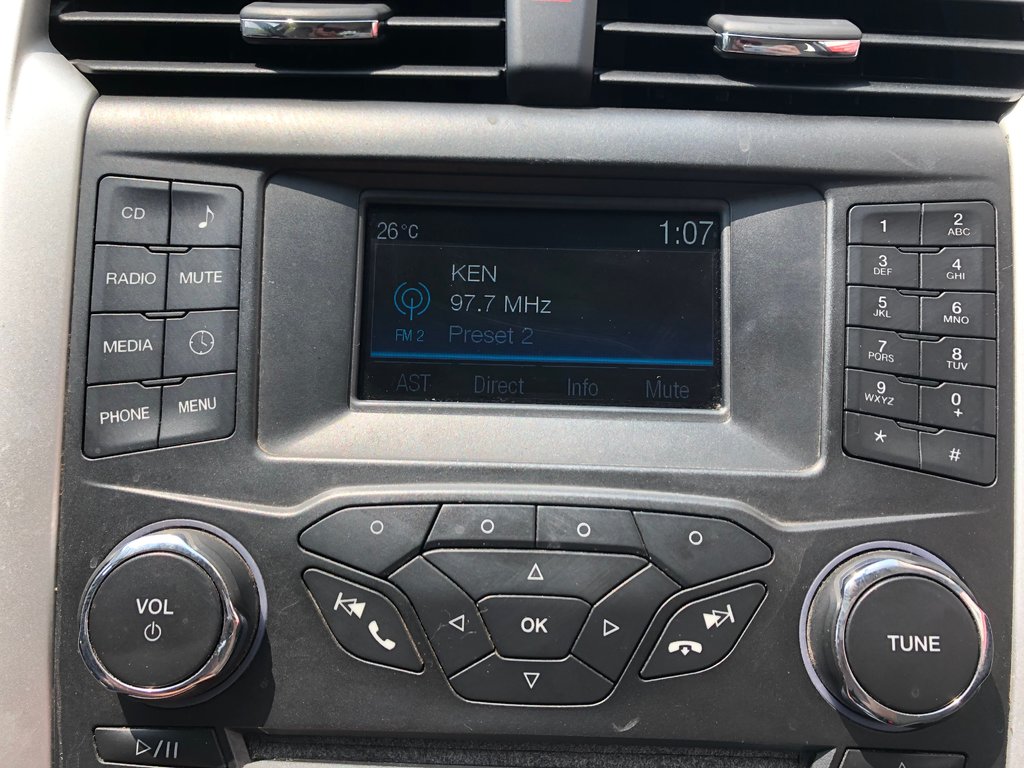 26°C 1:07
KEN
97.7 MHz
FM 2 Preset 2
AST Direct Info Mute
CD
RADIO MUTE
MEDIA
PHONE MENU
1 2 ABC
3 DEF 4 GHI
5 JKL 6 MNO
7 PQRS 8 TUV
9 WXYZ 0 +
* #
VOL
OK
TUNE